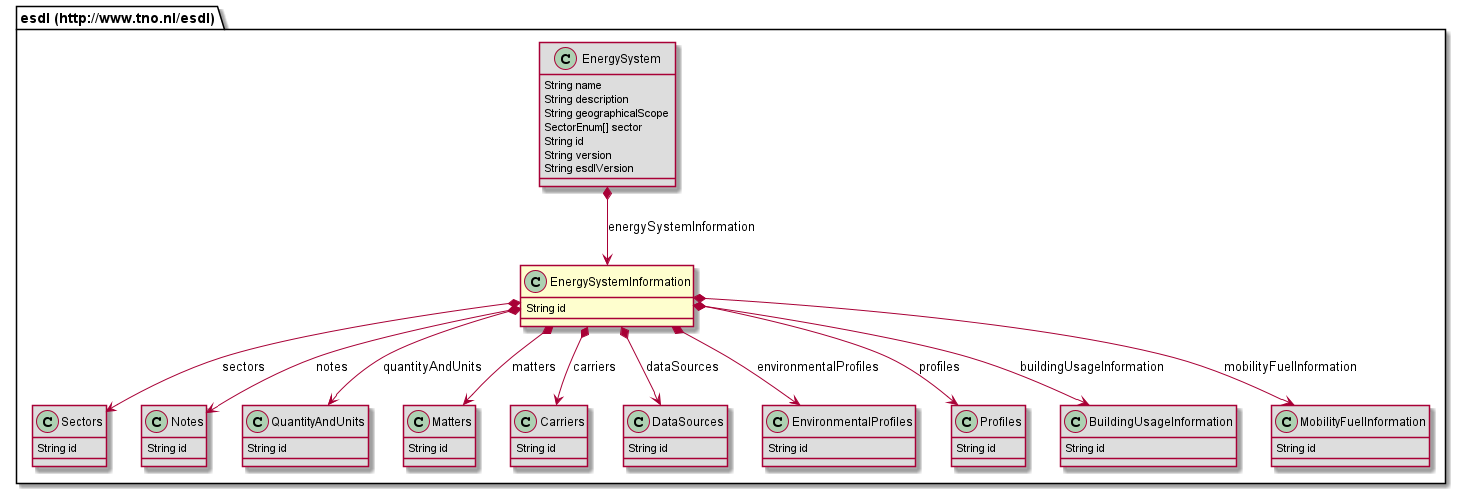 esdl (http://www.tno.nl/esdl)
C EnergySystem
String name
String description
String geographicalScope
SectorEnum[] sector
String id
String version
String esdlVersion
energySystemInformation
C EnergySystemInformation
String id
sectors
notes
quantityAndUnits
matters
carriers
dataSources
environmentalProfiles
profiles
buildingUsageInformation
mobilityFuelInformation
C Sectors
String id
C Notes
String id
C QuantityAndUnits
String id
C Matters
String id
C Carriers
String id
C DataSources
String id
C EnvironmentalProfiles
String id
C Profiles
String id
C BuildingUsageInformation
String id
C MobilityFuelInformation
String id